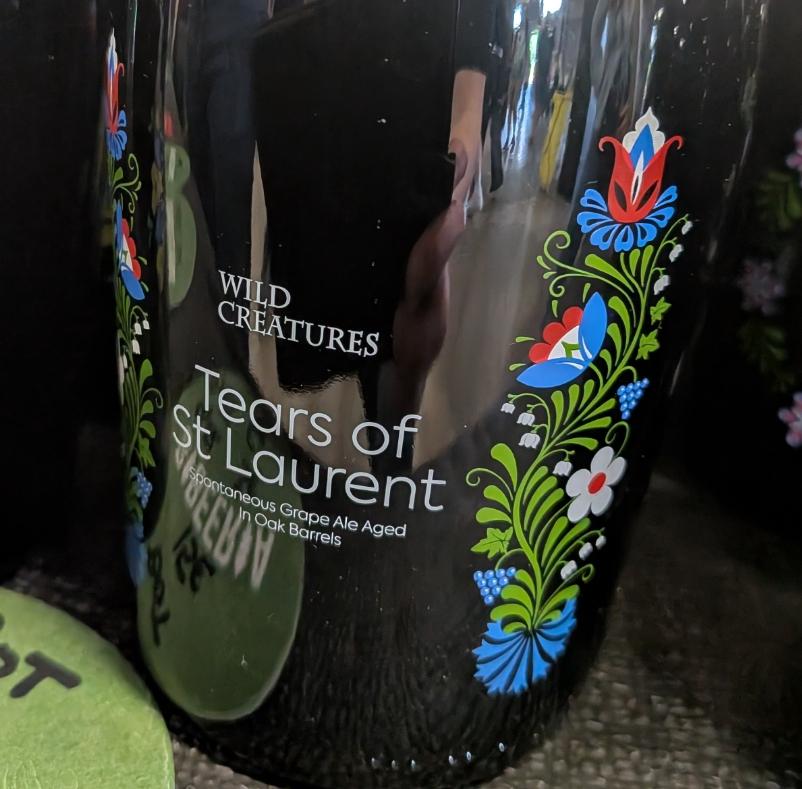 WILD
CREATURES
Tears of
St Laurent
Spontaneous Grape Ale Aged
In Oak Barrels